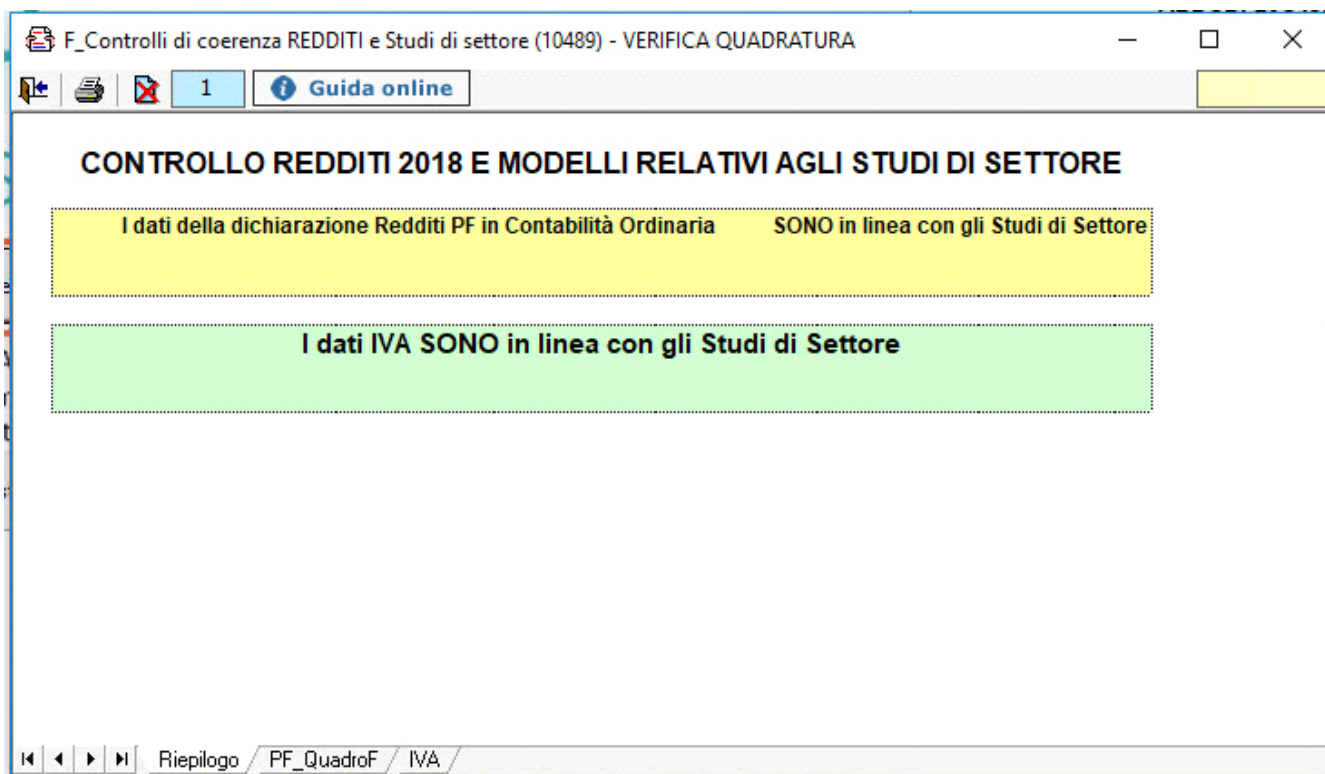 F_Controlli di coerenza REDDITI e Studi di settore (10489) - VERIFICA QUADRATURA
1 Guida online
CONTROLLO REDDITI 2018 E MODELLI RELATIVI AGLI STUDI DI SETTORE
I dati della dichiarazione Redditi PF in Contabilità Ordinaria SONO in linea con gli Studi di Settore
I dati IVA SONO in linea con gli Studi di Settore
Riepilogo PF_QuadroF IVA